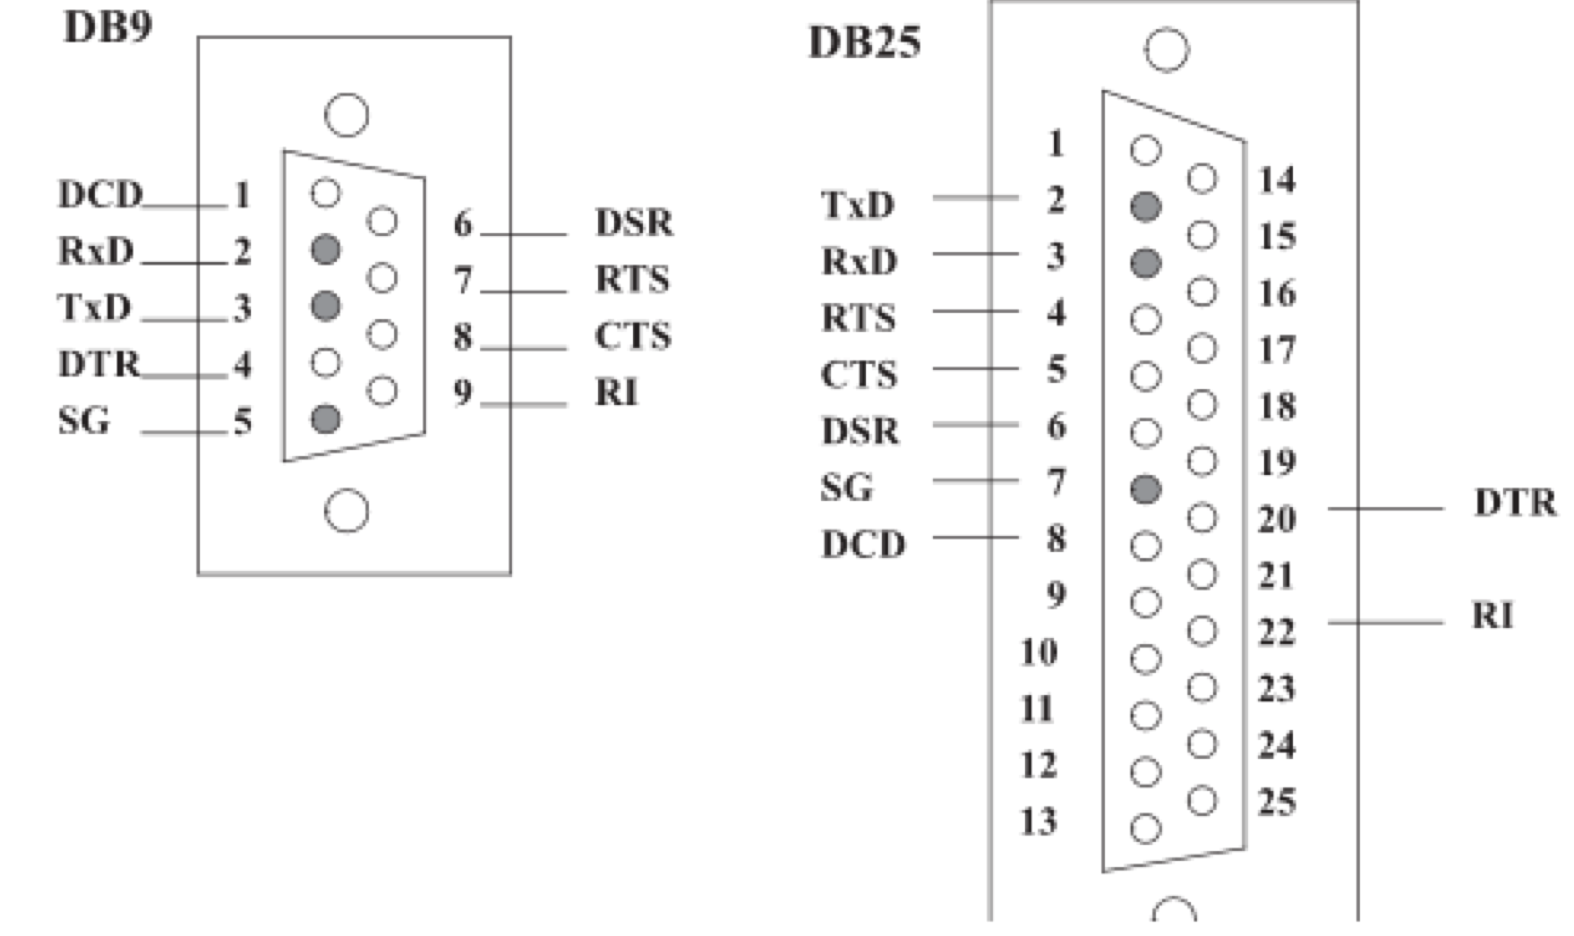 DB9
DCD 1
6 DSR
RxD 2
7 RTS
TxD 3
8 CTS
DTR 4
9 RI
SG 5
DB25
1
14
TxD 2
15
RxD 3
16
RTS 4
17
CTS 5
18
DSR 6
19
SG 7
20 DTR
DCD 8
21
9
22 RI
10
23
11
24
12
25
13